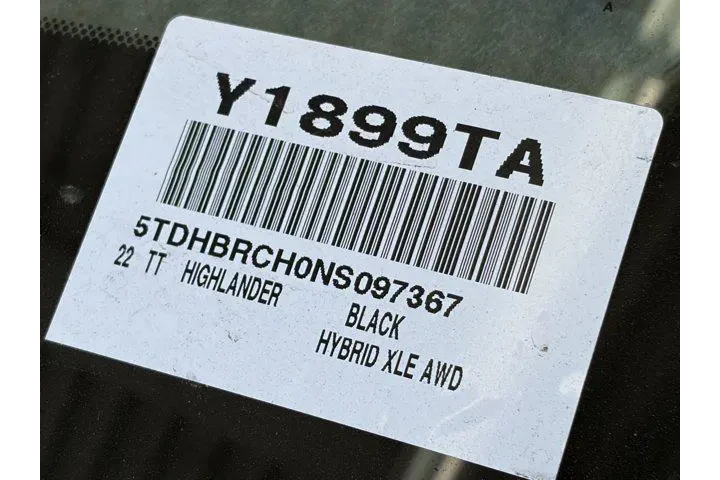 A
Y1899TA
5TDHBRCH0NS097367
22 TT HIGHLANDER BLACK
HYBRID XLE AWD